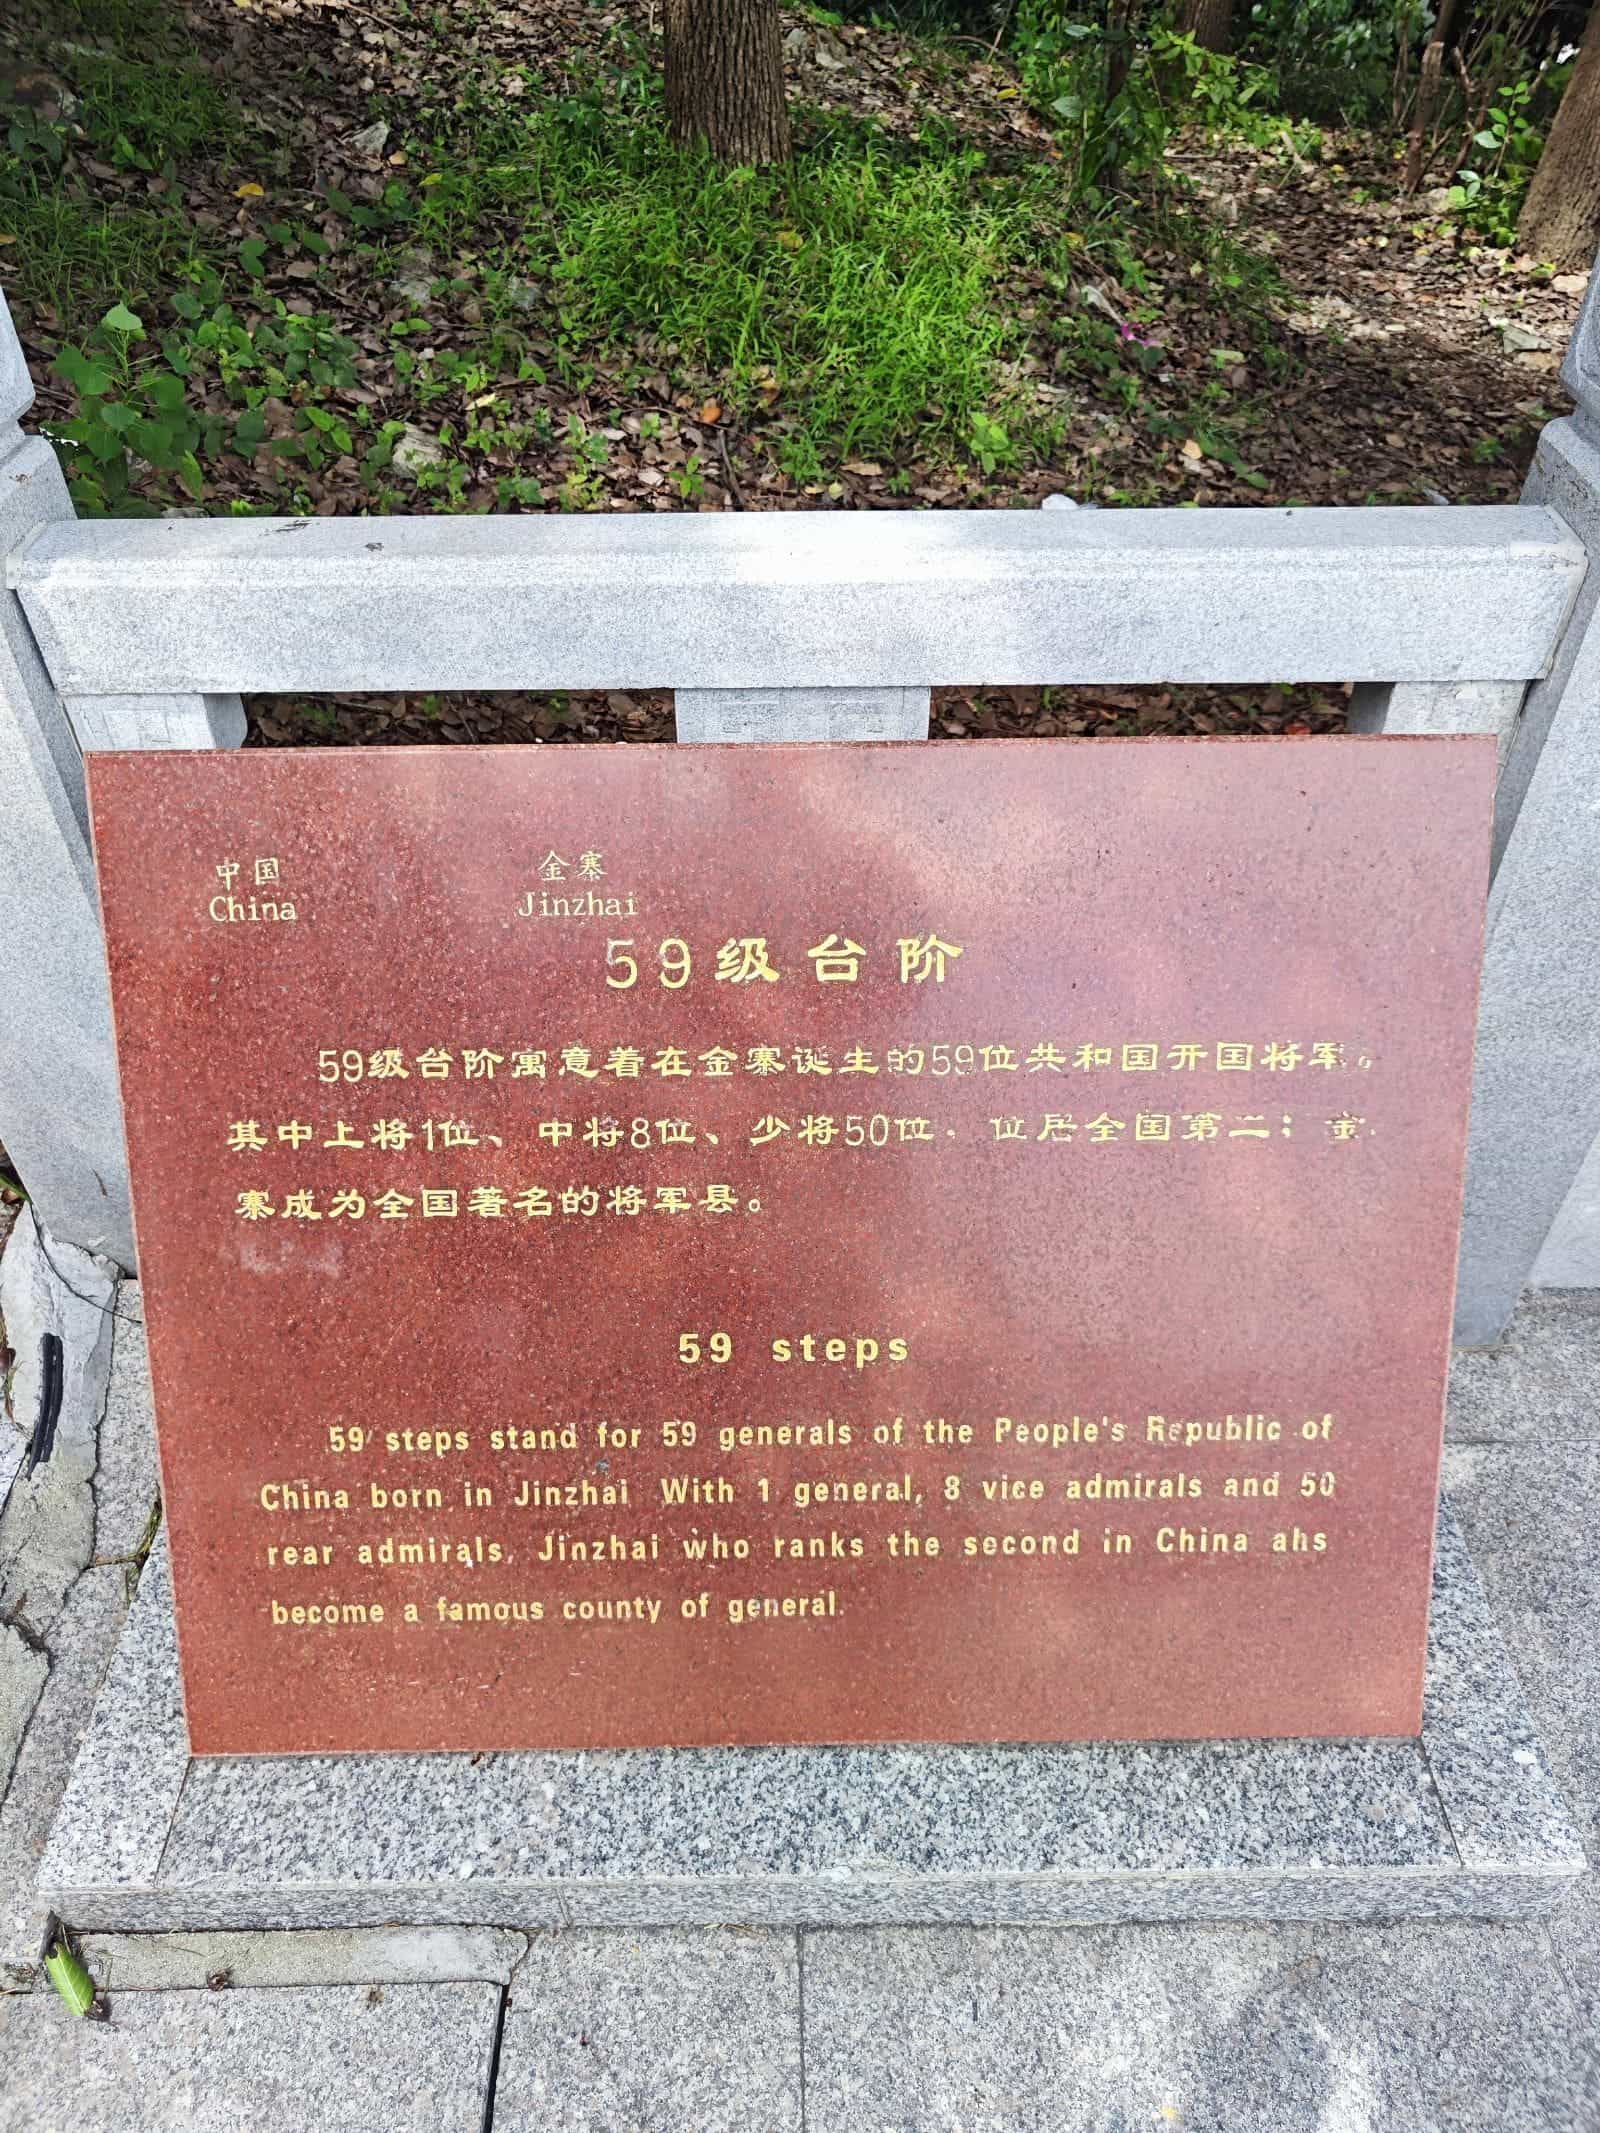 中国 金寨
China Jinzhai
59级台阶
59级台阶寓意着在金寨诞生的59位共和国开国将军。
其中上将1位、中将8位、少将50位，位居全国第二；金
寨成为全国著名的将军县。
59 steps
59 steps stand for 59 generals of the People's Republic of
China born in Jinzhai With 1 general, 8 vice admirals and 50
rear admirals, Jinzhai who ranks the second in China ahs
become a famous county of general.